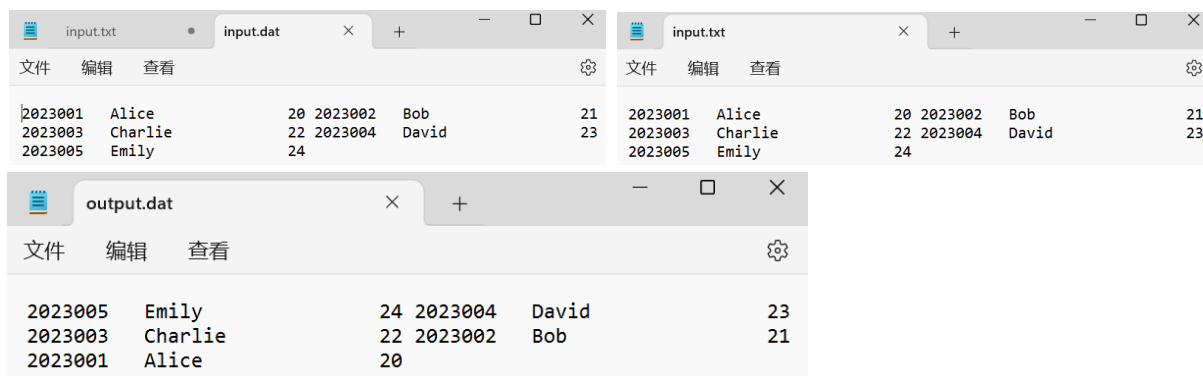 input.txt input.dat
文件 编辑 查看
2023001 Alice 20 2023002 Bob 21
2023003 Charlie 22 2023004 David 23
2023005 Emily 24
input.txt
文件 编辑 查看
2023001 Alice 20 2023002 Bob 21
2023003 Charlie 22 2023004 David 23
2023005 Emily 24
output.dat
文件 编辑 查看
2023005 Emily 24 2023004 David 23
2023003 Charlie 22 2023002 Bob 21
2023001 Alice 20